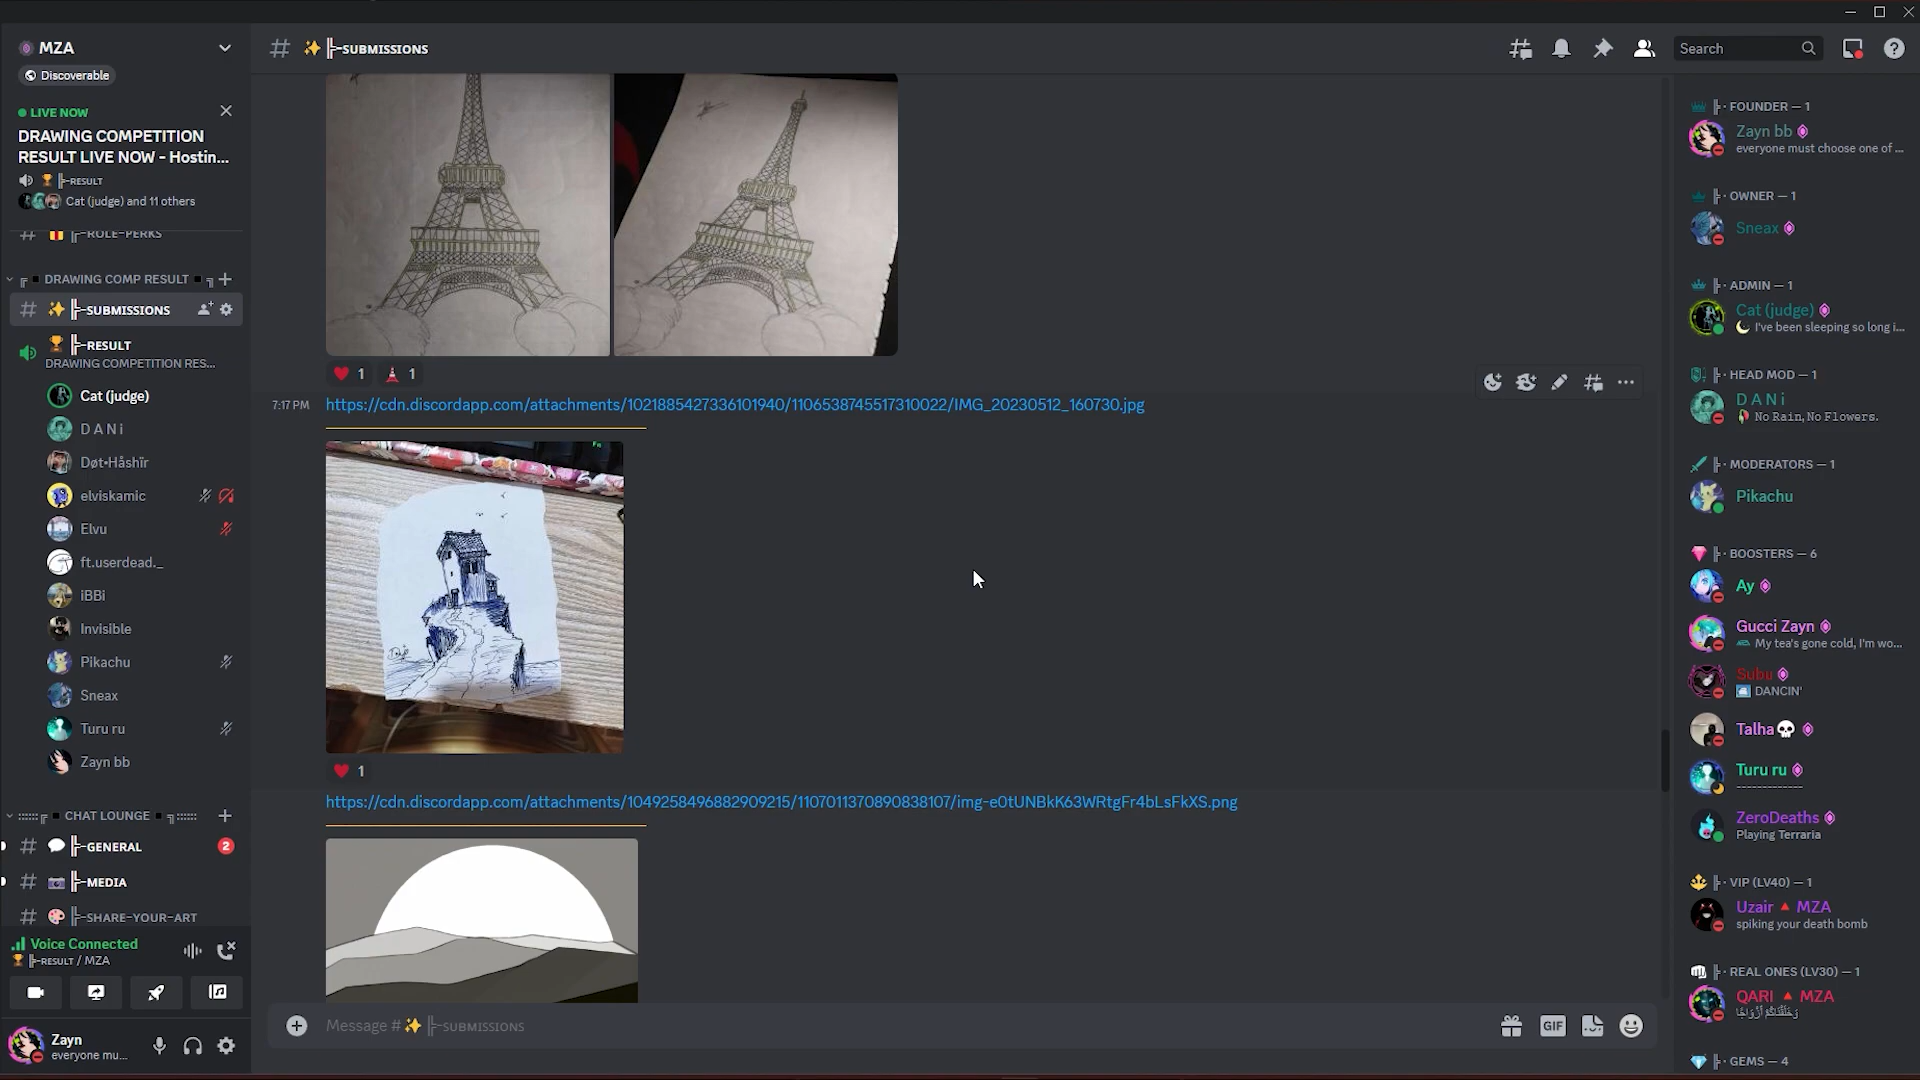 MZA
Discoverable
LIVE NOW
DRAWING COMPETITION
RESULT LIVE NOW - Hostin...
RESULT
Cat (judge) and 11 others
ROLE-PERKS
DRAWING COMP RESULT
SUBMISSIONS
RESULT
DRAWING COMPETITION RES...
Cat (judge)
D A N i
Døt•Håshïr
elviskamic
Elvu
ft.userdead._
iBBi
Invisible
Pikachu
Sneax
Turu ru
Zayn bb
CHAT LOUNGE
GENERAL
2
MEDIA
SHARE-YOUR-ART
Voice Connected
RESULT / MZA
Zayn
everyone mu...
SUBMISSIONS
Search
1
1
7:17 PM
https://cdn.discordapp.com/attachments/1021885427336101940/1106538745517310022/IMG_20230512_160730.jpg
1
https://cdn.discordapp.com/attachments/1049258496882909215/1107011370890838107/img-e0tUNBkK63WRtgFr4bLsFkXS.png
Message # SUBMISSIONS
GIF
FOUNDER — 1
Zayn bb
everyone must choose one of ...
OWNER — 1
Sneax
ADMIN — 1
Cat (judge)
I've been sleeping so long i...
HEAD MOD — 1
D A N i
No Rain, No Flowers.
MODERATORS — 1
Pikachu
BOOSTERS — 6
Ay
Gucci Zayn
My tea's gone cold, I'm wo...
Subu
DANCIN'
Talha
Turu ru
-------------
ZeroDeaths
Playing Terraria
VIP (LV40) — 1
Uzair MZA
spiking your death bomb
REAL ONES (LV30) — 1
QARI MZA
GEMS — 4